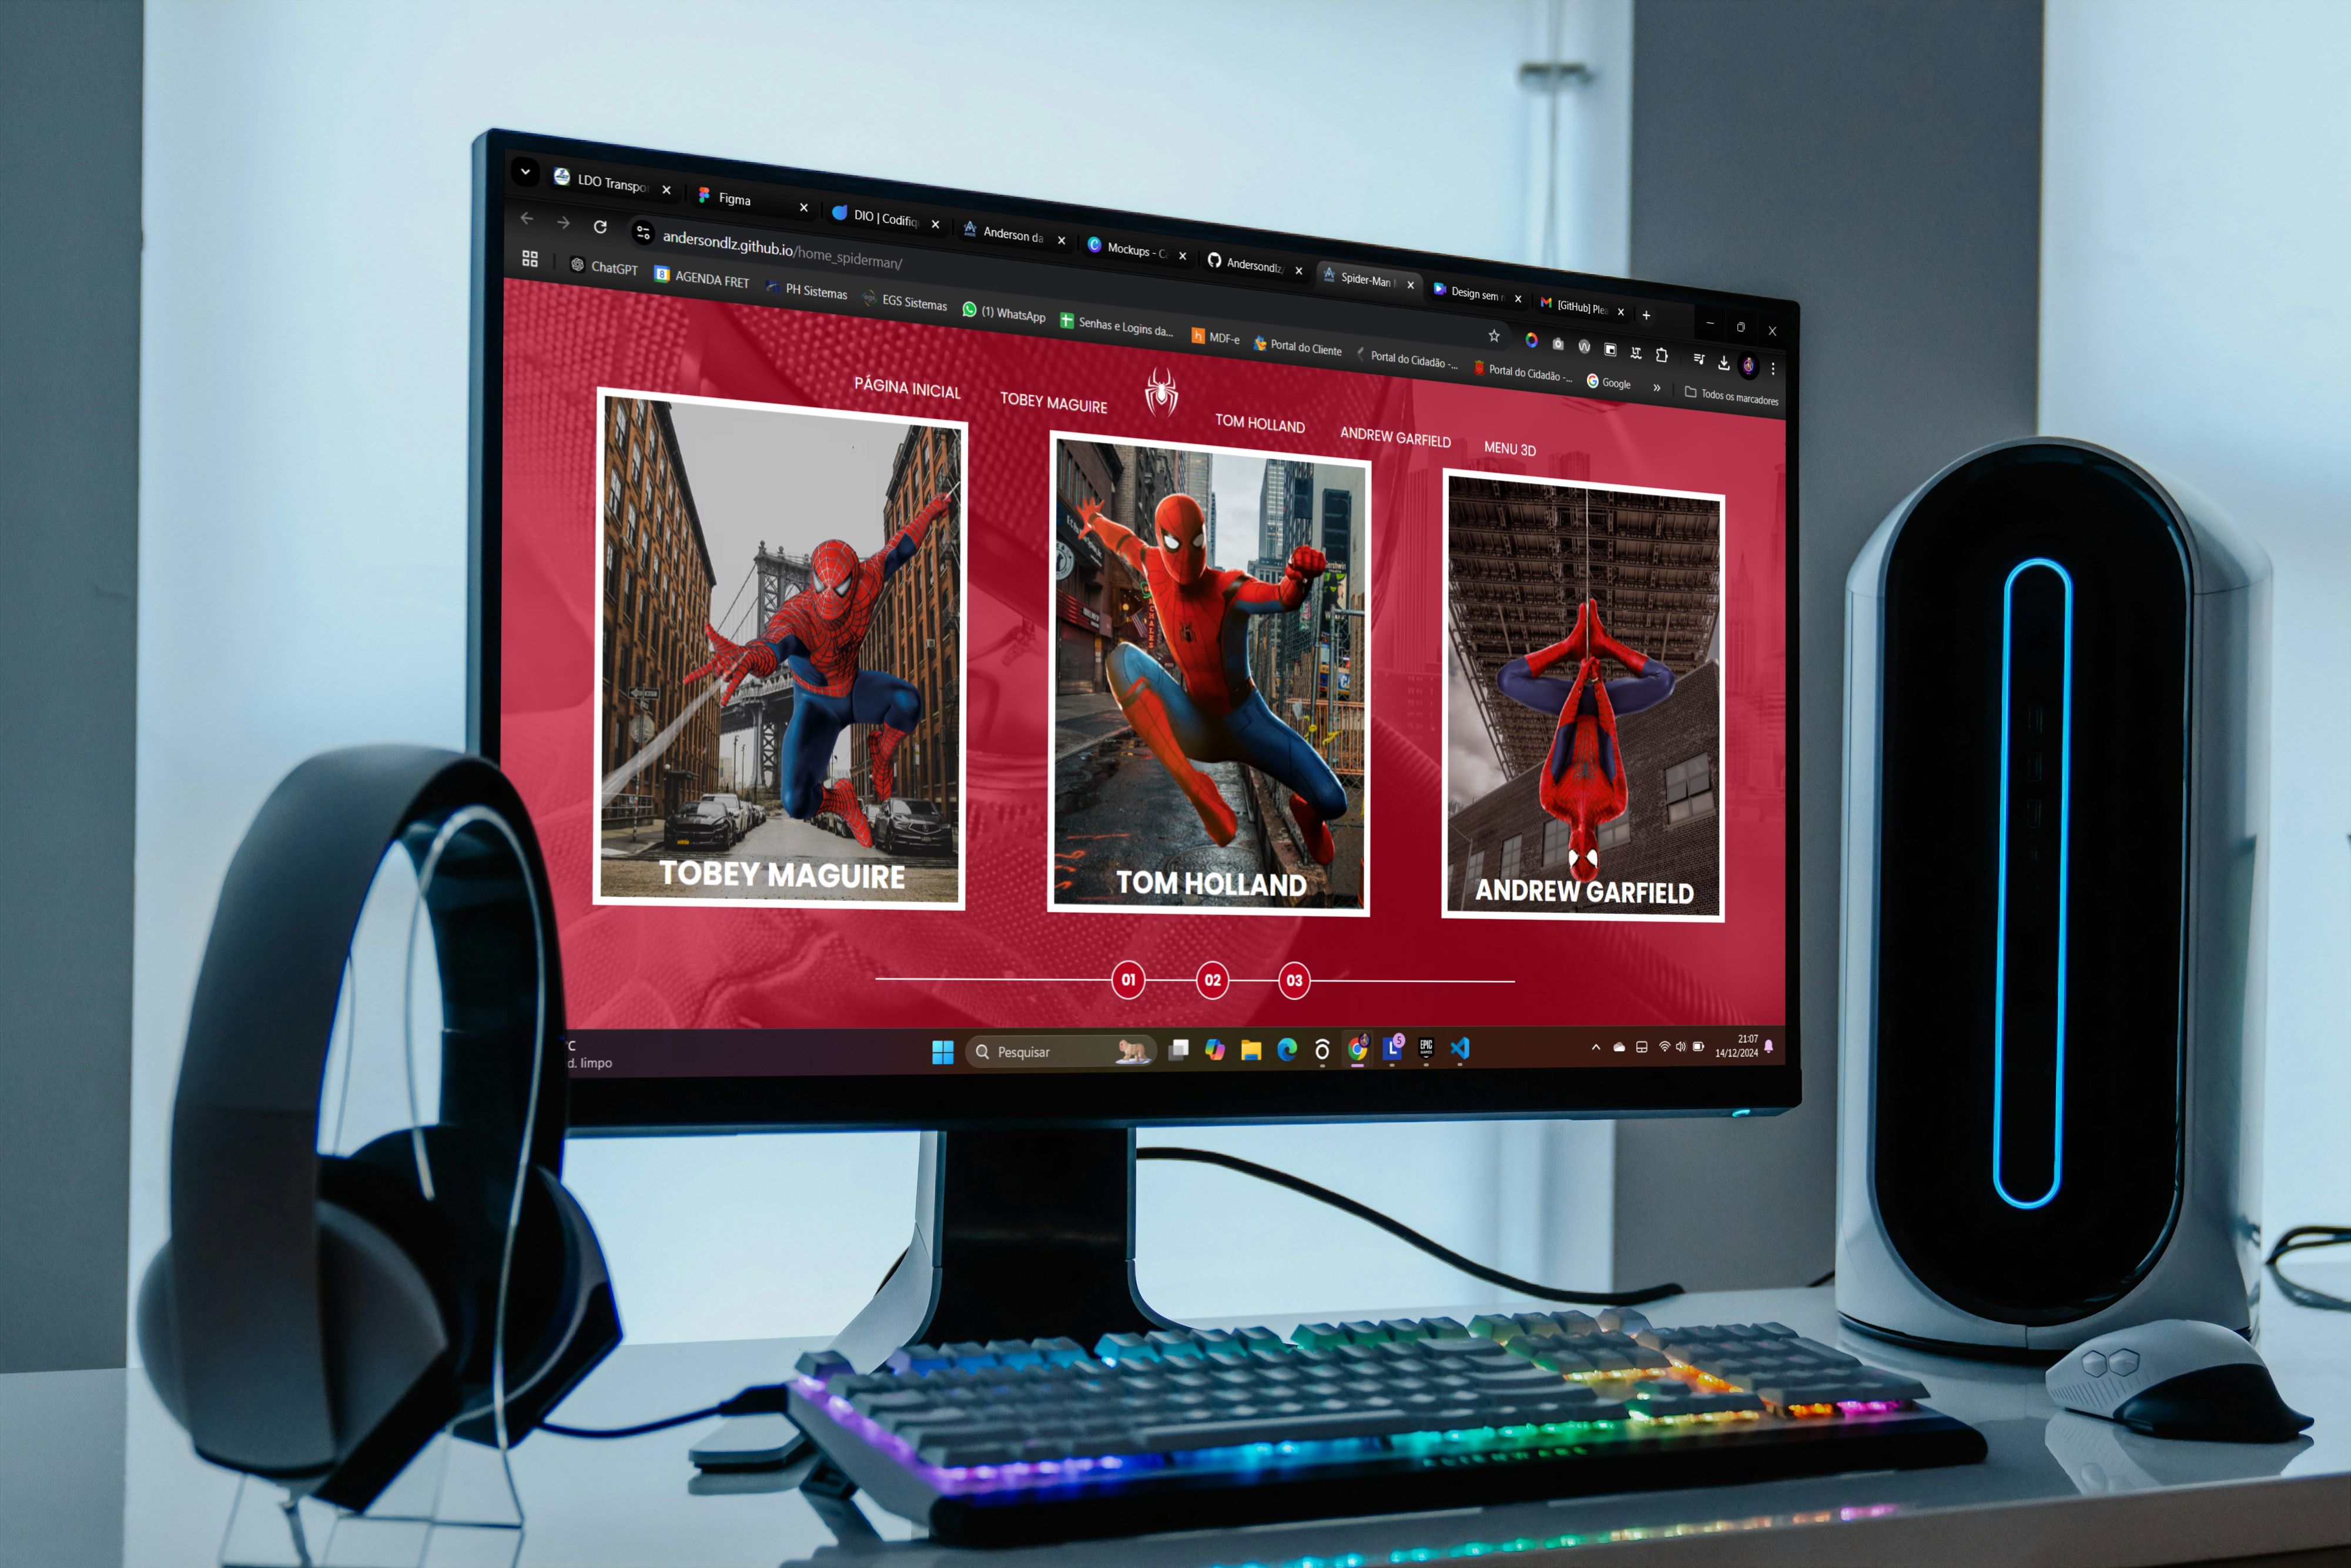 LDO Transpo
Figma
DIO | Codifiq
Anderson da
Mockups - C
Andersondlz/
Spider-Man
Design sem
[GitHub] Plea
andersondlz.github.io/home_spiderman/
ChatGPT
AGENDA FRET
PH Sistemas
EGS Sistemas
(1) WhatsApp
Senhas e Logins da...
MDF-e
Portal do Cliente
Portal do Cidadão -...
Portal do Cidadão -...
Google
»
Todos os marcadores
PÁGINA INICIAL
TOBEY MAGUIRE
TOM HOLLAND
ANDREW GARFIELD
MENU 3D
TOBEY MAGUIRE
TOM HOLLAND
ANDREW GARFIELD
01
02
03
°C
d. limpo
Pesquisar
EPIC
21:07
14/12/2024
ALIENWARE